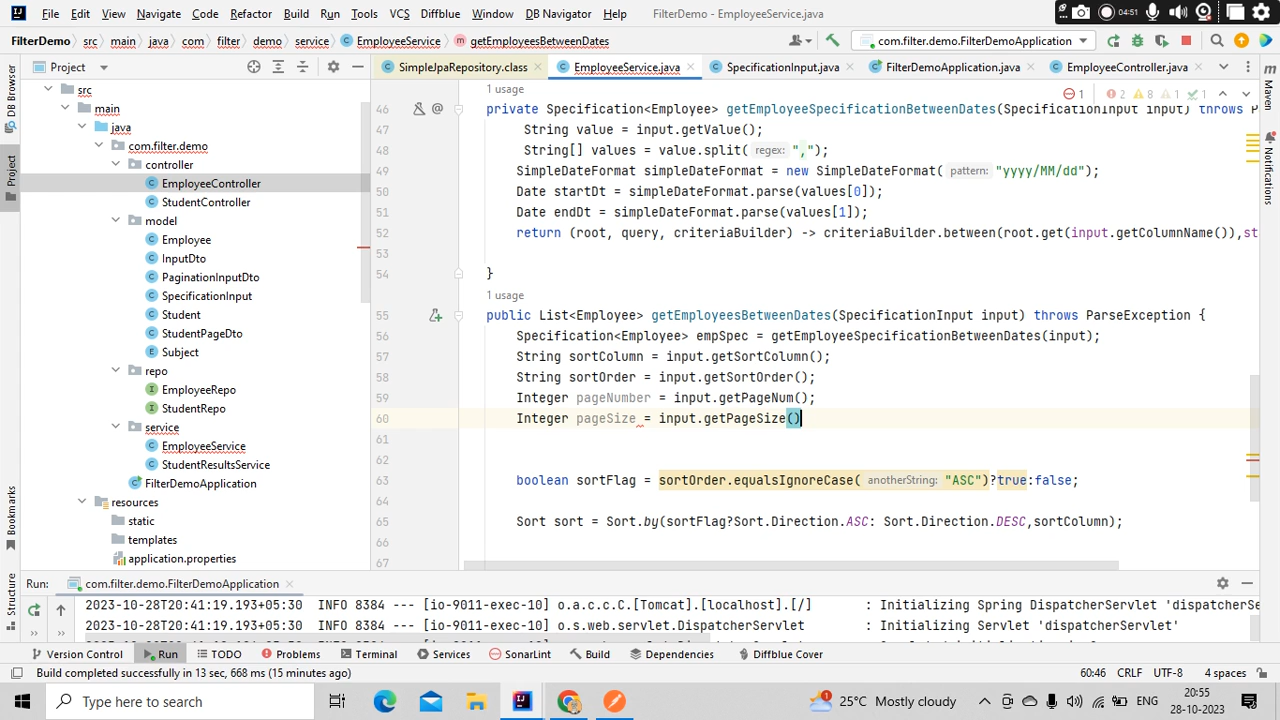 File Edit View Navigate Code Refactor Build Run Tools VCS Diffblue Window DB Navigator Help FilterDemo - EmployeeService.java 04:51
FilterDemo src main java com filter demo service EmployeeService getEmployeesBetweenDates com.filter.demo.FilterDemoApplication
Project SimpleJpaRepository.class EmployeeService.java SpecificationInput.java FilterDemoApplication.java EmployeeController.java
DB Browser
Project
Bookmarks
Structure
Maven
Notifications
src
main
java
com.filter.demo
controller
EmployeeController
StudentController
model
Employee
InputDto
PaginationInputDto
SpecificationInput
Student
StudentPageDto
Subject
repo
EmployeeRepo
StudentRepo
service
EmployeeService
StudentResultsService
FilterDemoApplication
resources
static
templates
application.properties
1 usage
1 2 8 1 1
46 private Specification<Employee> getEmployeeSpecificationBetweenDates(SpecificationInput input) throws P
47 String value = input.getValue();
48 String[] values = value.split( regex: ",");
49 SimpleDateFormat simpleDateFormat = new SimpleDateFormat( pattern: "yyyy/MM/dd");
50 Date startDt = simpleDateFormat.parse(values[0]);
51 Date endDt = simpleDateFormat.parse(values[1]);
52 return (root, query, criteriaBuilder) -> criteriaBuilder.between(root.get(input.getColumnName()),st
53
54 }
1 usage
55 public List<Employee> getEmployeesBetweenDates(SpecificationInput input) throws ParseException {
56 Specification<Employee> empSpec = getEmployeeSpecificationBetweenDates(input);
57 String sortColumn = input.getSortColumn();
58 String sortOrder = input.getSortOrder();
59 Integer pageNumber = input.getPageNum();
60 Integer pageSize = input.getPageSize()
61
62
63 boolean sortFlag = sortOrder.equalsIgnoreCase( anotherString: "ASC")?true:false;
64
65 Sort sort = Sort.by(sortFlag?Sort.Direction.ASC: Sort.Direction.DESC,sortColumn);
66
67
Run: com.filter.demo.FilterDemoApplication
2023-10-28T20:41:19.193+05:30 INFO 8384 --- [io-9011-exec-10] o.a.c.c.C.[Tomcat].[localhost].[/] : Initializing Spring DispatcherServlet 'dispatcherSe
2023-10-28T20:41:19.193+05:30 INFO 8384 --- [io-9011-exec-10] o.s.web.servlet.DispatcherServlet : Initializing Servlet 'dispatcherServlet'
Version Control Run TODO Problems Terminal Services SonarLint Build Dependencies Diffblue Cover
Build completed successfully in 13 sec, 668 ms (15 minutes ago) 60:46 CRLF UTF-8 4 spaces
Type here to search 25°C Mostly cloudy ENG 20:55
28-10-2023